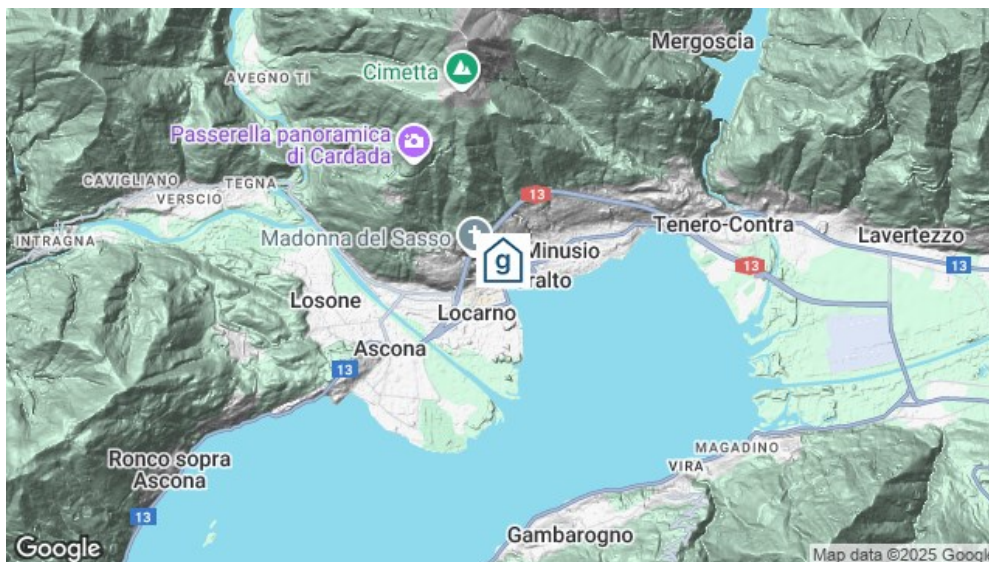 Mergoscia
Cimetta
AVEGNO TI
Passerella panoramica
di Cardada
CAVIGLIANO
TEGNA
VERSCIO
13
INTRAGNA
Madonna del Sasso
Tenero-Contra
Lavertezzo
Minusio
g
13
13
ralto
Losone
Locarno
Ascona
13
Ronco sopra
Ascona
MAGADINO
VIRA
13
Gambarogno
Google
Map data ©2025 Google